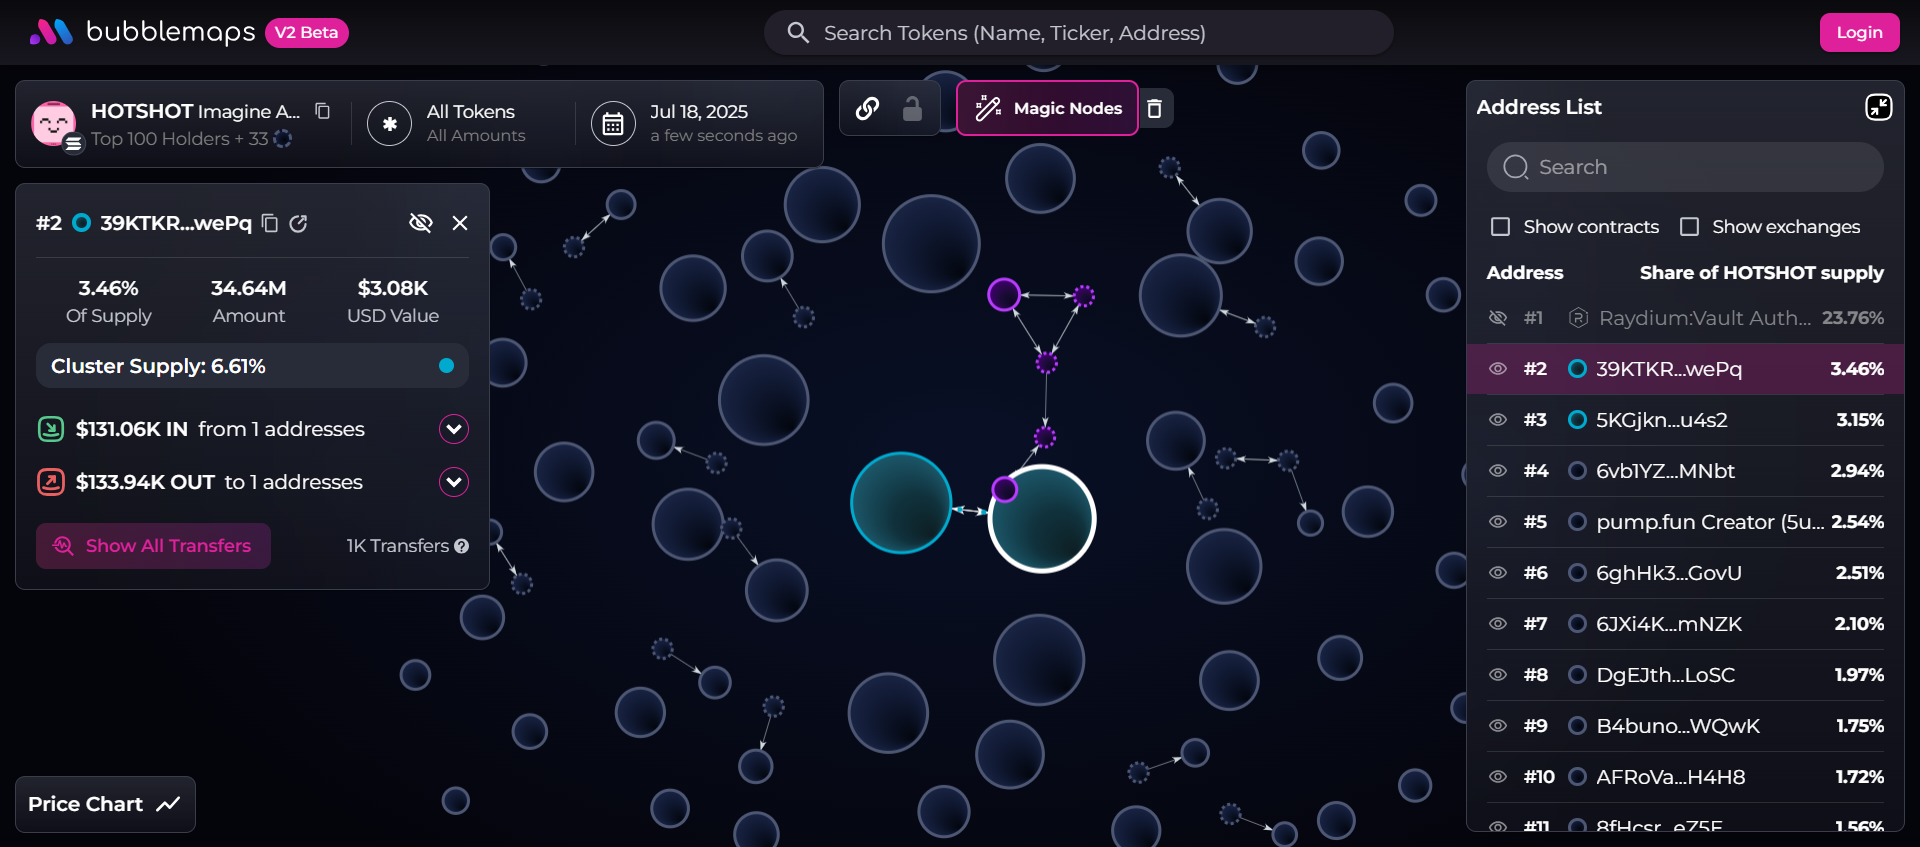 bubblemaps V2 Beta
Search Tokens (Name, Ticker, Address)
Login
HOTSHOT Imagine A...
Top 100 Holders + 33
All Tokens
All Amounts
Jul 18, 2025
a few seconds ago
Magic Nodes
#2 39KTKR...wePq
3.46% 34.64M $3.08K
Of Supply Amount USD Value
Cluster Supply: 6.61%
$131.06K IN from 1 addresses
$133.94K OUT to 1 addresses
Show All Transfers 1K Transfers ?
Price Chart
Address List
Search
Show contracts Show exchanges
Address Share of HOTSHOT supply
#1 Raydium:Vault Auth... 23.76%
#2 39KTKR...wePq 3.46%
#3 5KGjkn...u4s2 3.15%
#4 6vb1YZ...MNbt 2.94%
#5 pump.fun Creator (5u... 2.54%
#6 6ghHk3...GovU 2.51%
#7 6JXi4K...mNZK 2.10%
#8 DgEJth...LoSC 1.97%
#9 B4buno...WQwK 1.75%
#10 AFRoVa...H4H8 1.72%
#11 8fHcsr...eZ5E 1.56%